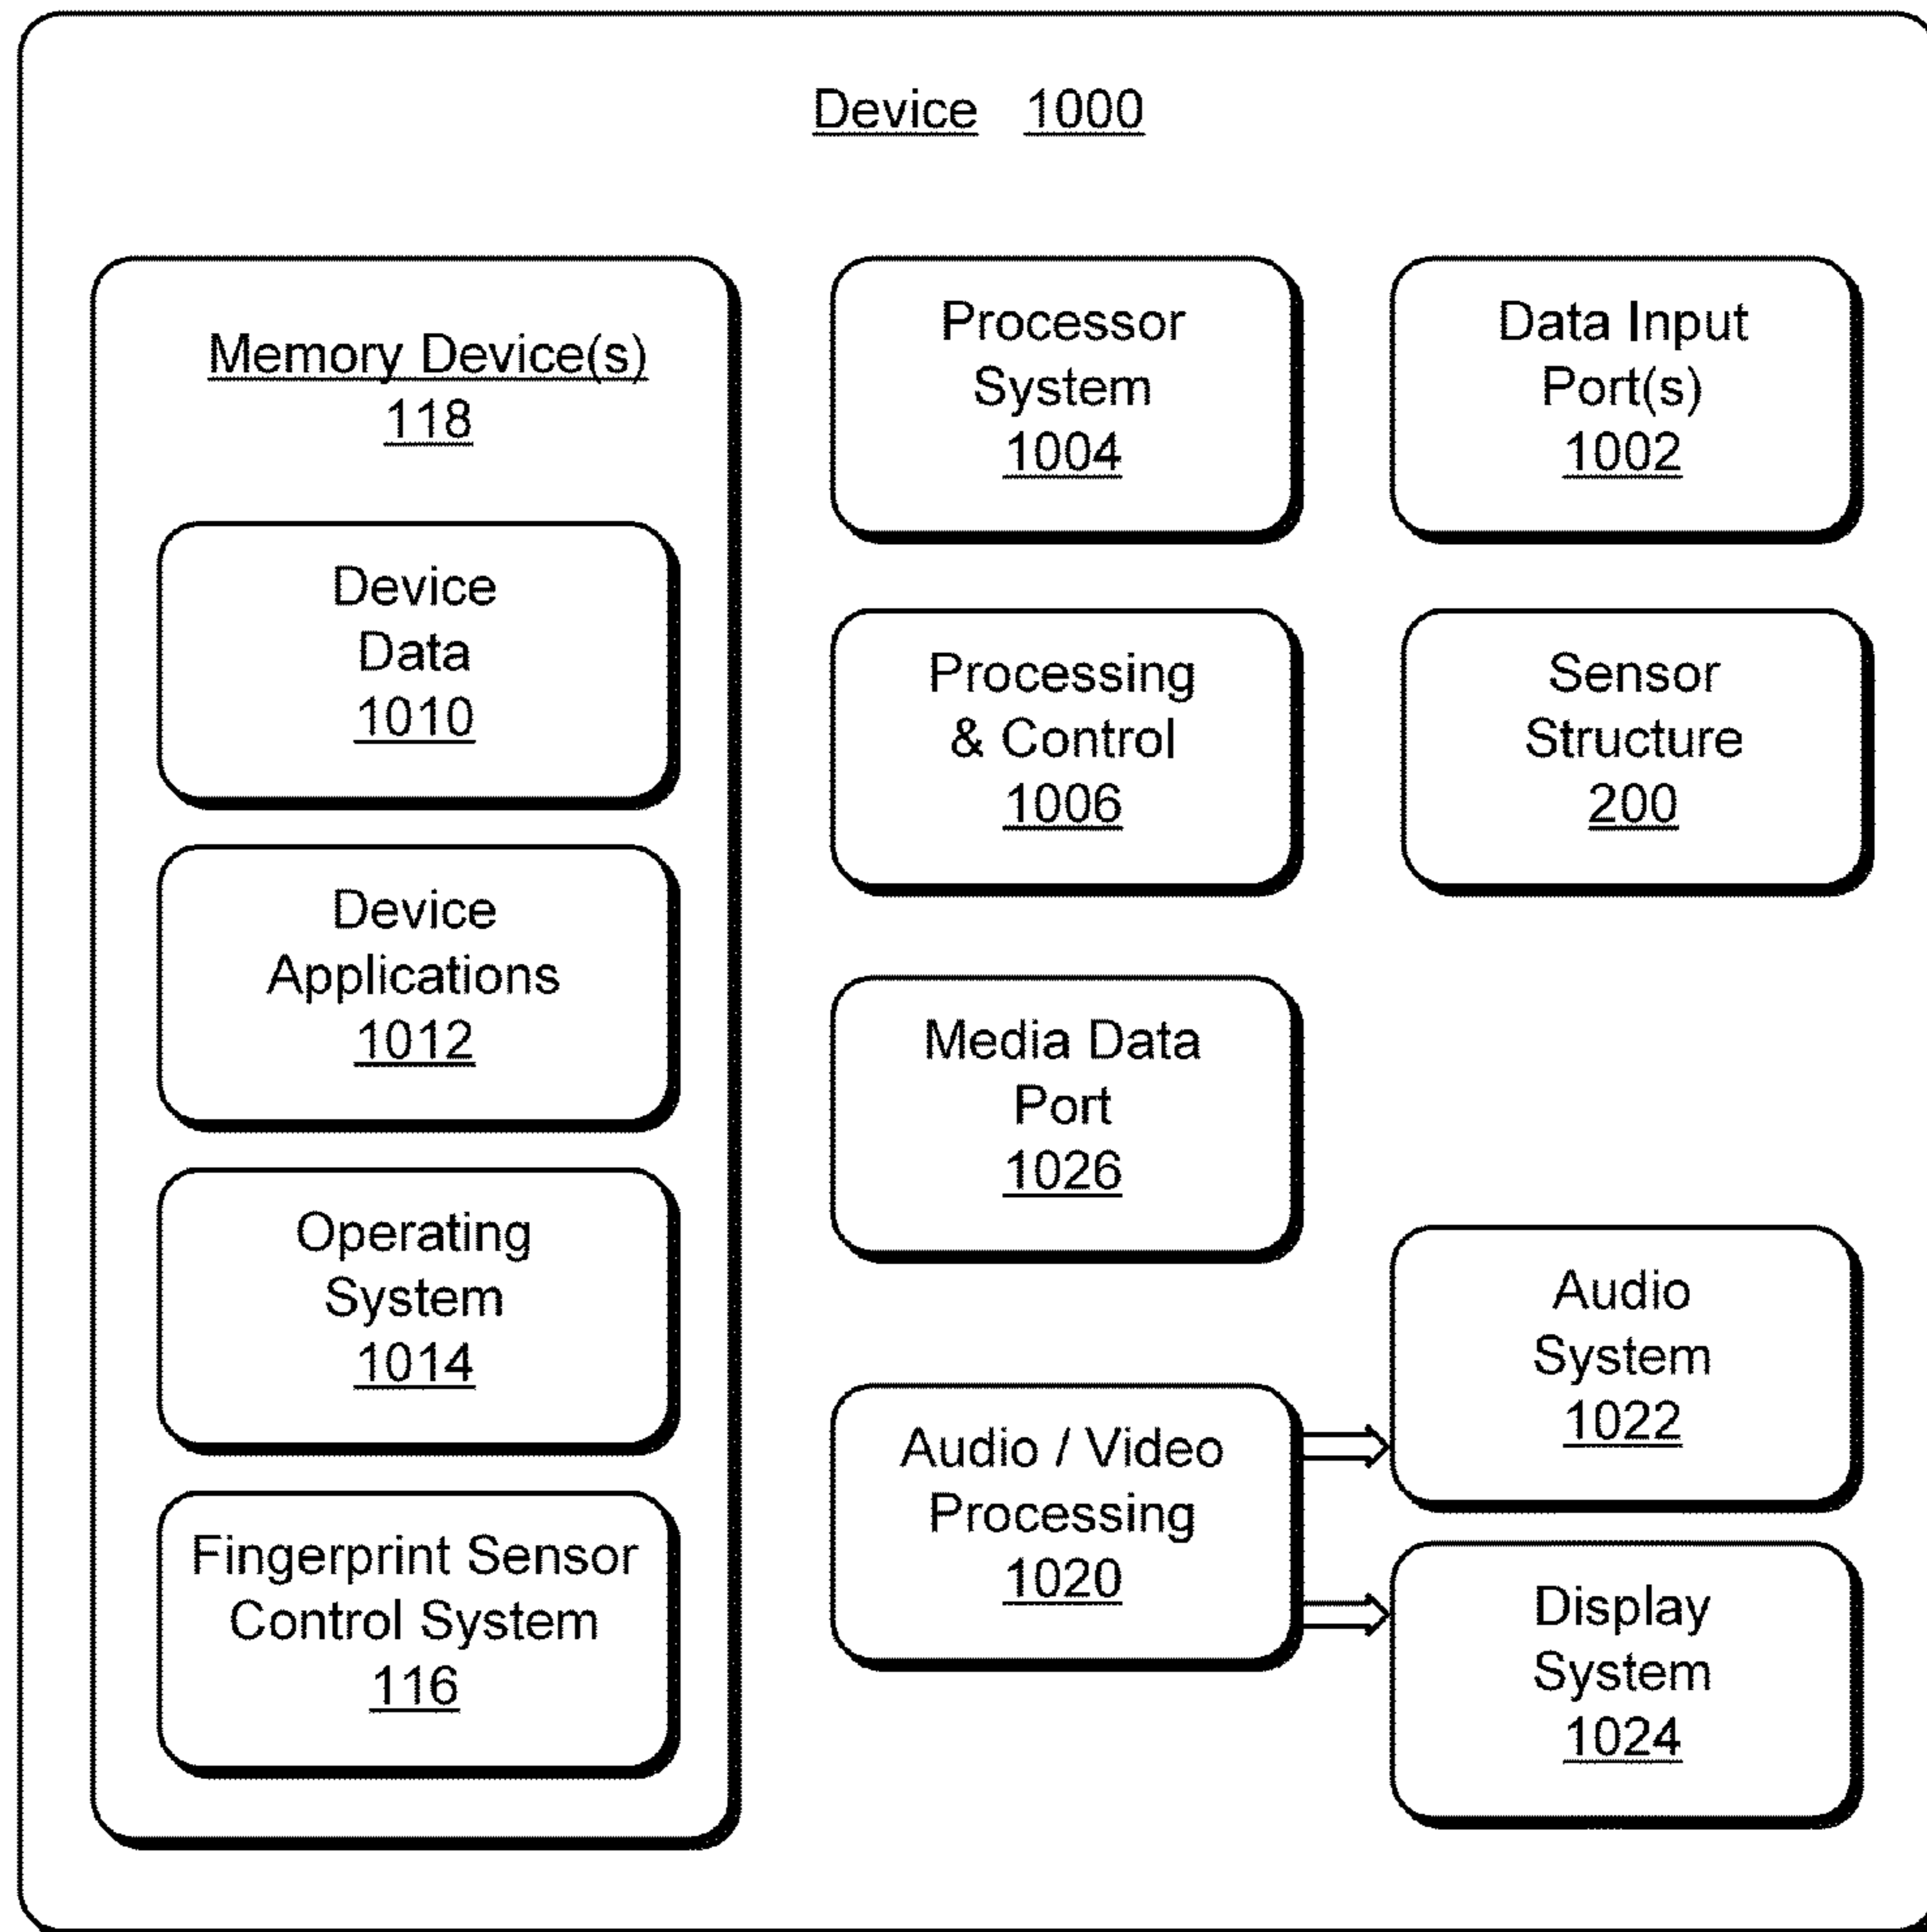 Device 1000
Memory Device(s)
118
Device
Data
1010
Device
Applications
1012
Operating
System
1014
Fingerprint Sensor
Control System
116
Processor
System
1004
Data Input
Port(s)
1002
Processing
& Control
1006
Sensor
Structure
200
Media Data
Port
1026
Audio / Video
Processing
1020
Audio
System
1022
Display
System
1024